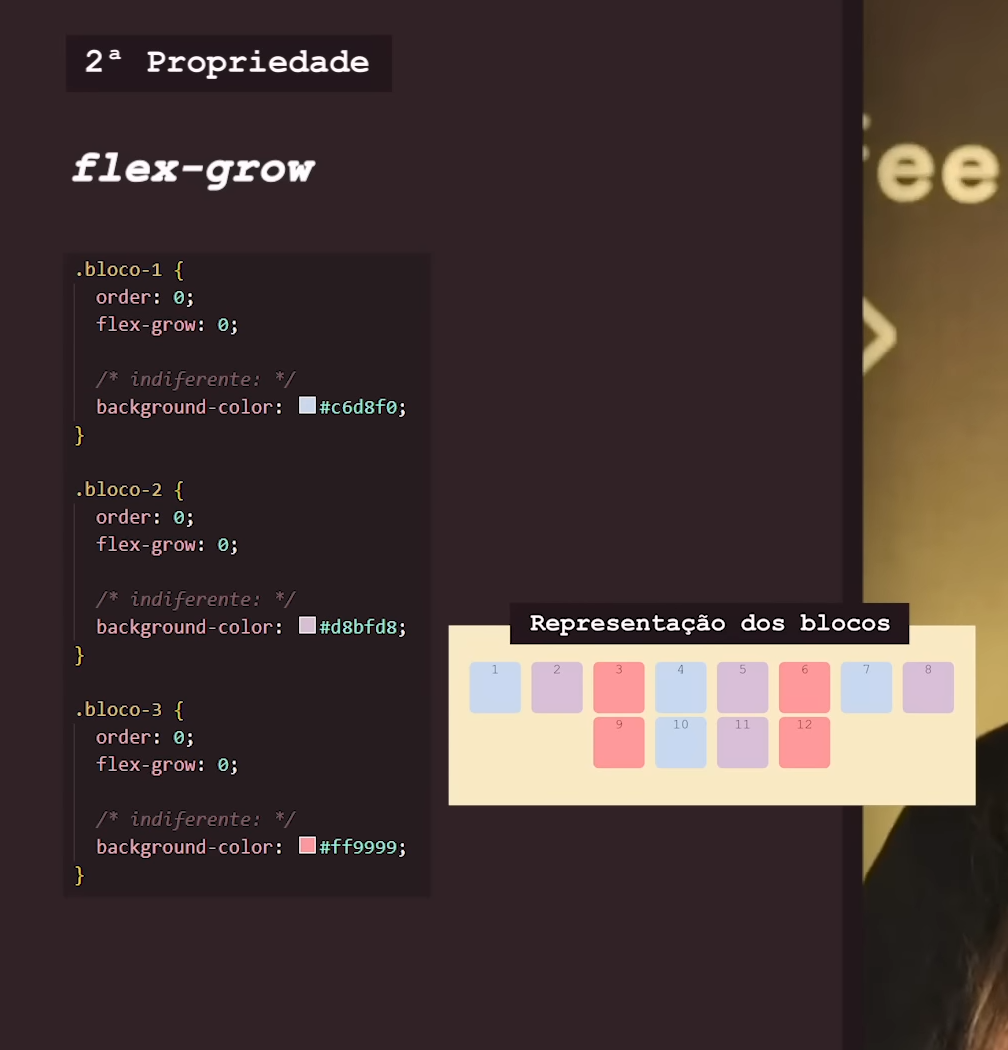 2ª Propriedade
flex-grow
.bloco-1 {
order: 0;
flex-grow: 0;
/* indiferente: */
background-color: #c6d8f0;
}
.bloco-2 {
order: 0;
flex-grow: 0;
/* indiferente: */
background-color: #d8bfd8;
}
.bloco-3 {
order: 0;
flex-grow: 0;
/* indiferente: */
background-color: #ff9999;
}
Representação dos blocos
1 2 3 4 5 6 7 8
9 10 11 12